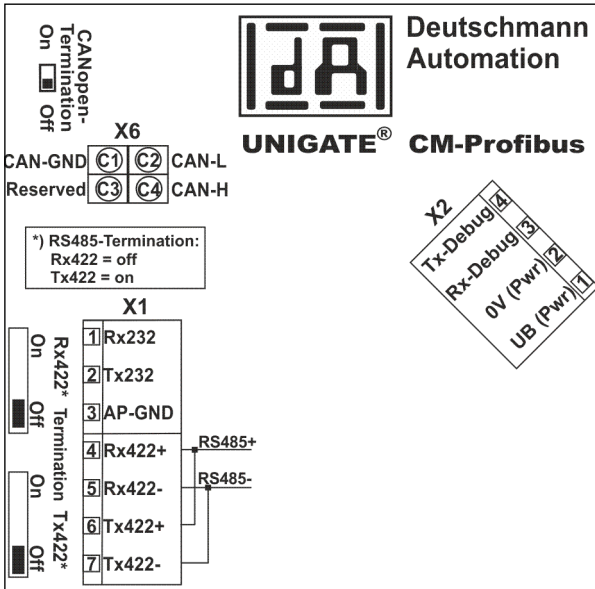 CANopen-
Termination
On Off
dA
Deutschmann
Automation
UNIGATE® CM-Profibus
X6
CAN-GND C1 C2 CAN-L
Reserved C3 C4 CAN-H
*) RS485-Termination:
Rx422 = off
Tx422 = on
X2
Tx-Debug 4
Rx-Debug 3
0V (Pwr) 2
UB (Pwr) 1
X1
1 Rx232
2 Tx232
3 AP-GND
4 Rx422+
5 Rx422-
6 Tx422+
7 Tx422-
RS485+
RS485-
Rx422* Termination Tx422*
On Off
On Off